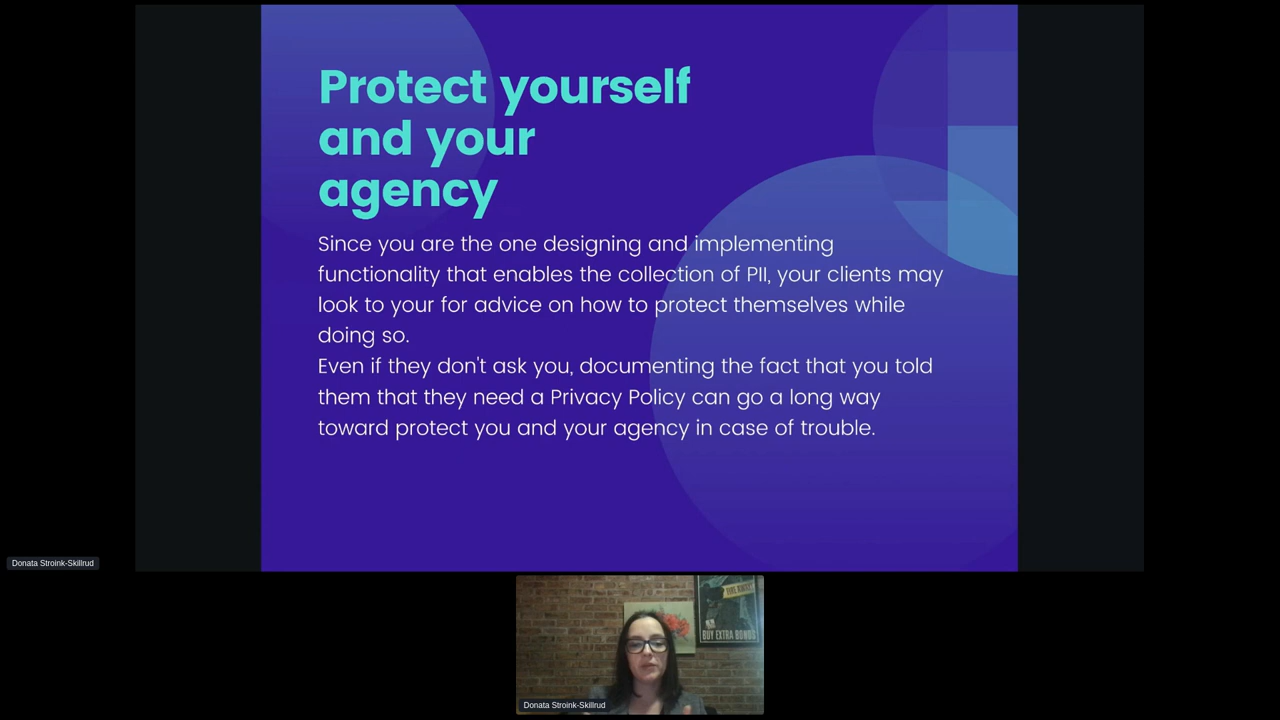 Protect yourself
and your
agency
Since you are the one designing and implementing
functionality that enables the collection of PII, your clients may
look to your for advice on how to protect themselves while
doing so.
Even if they don't ask you, documenting the fact that you told
them that they need a Privacy Policy can go a long way
toward protect you and your agency in case of trouble.
Donata Stroink-Skillrud
BUY EXTRA BONDS
Donata Stroink-Skillrud